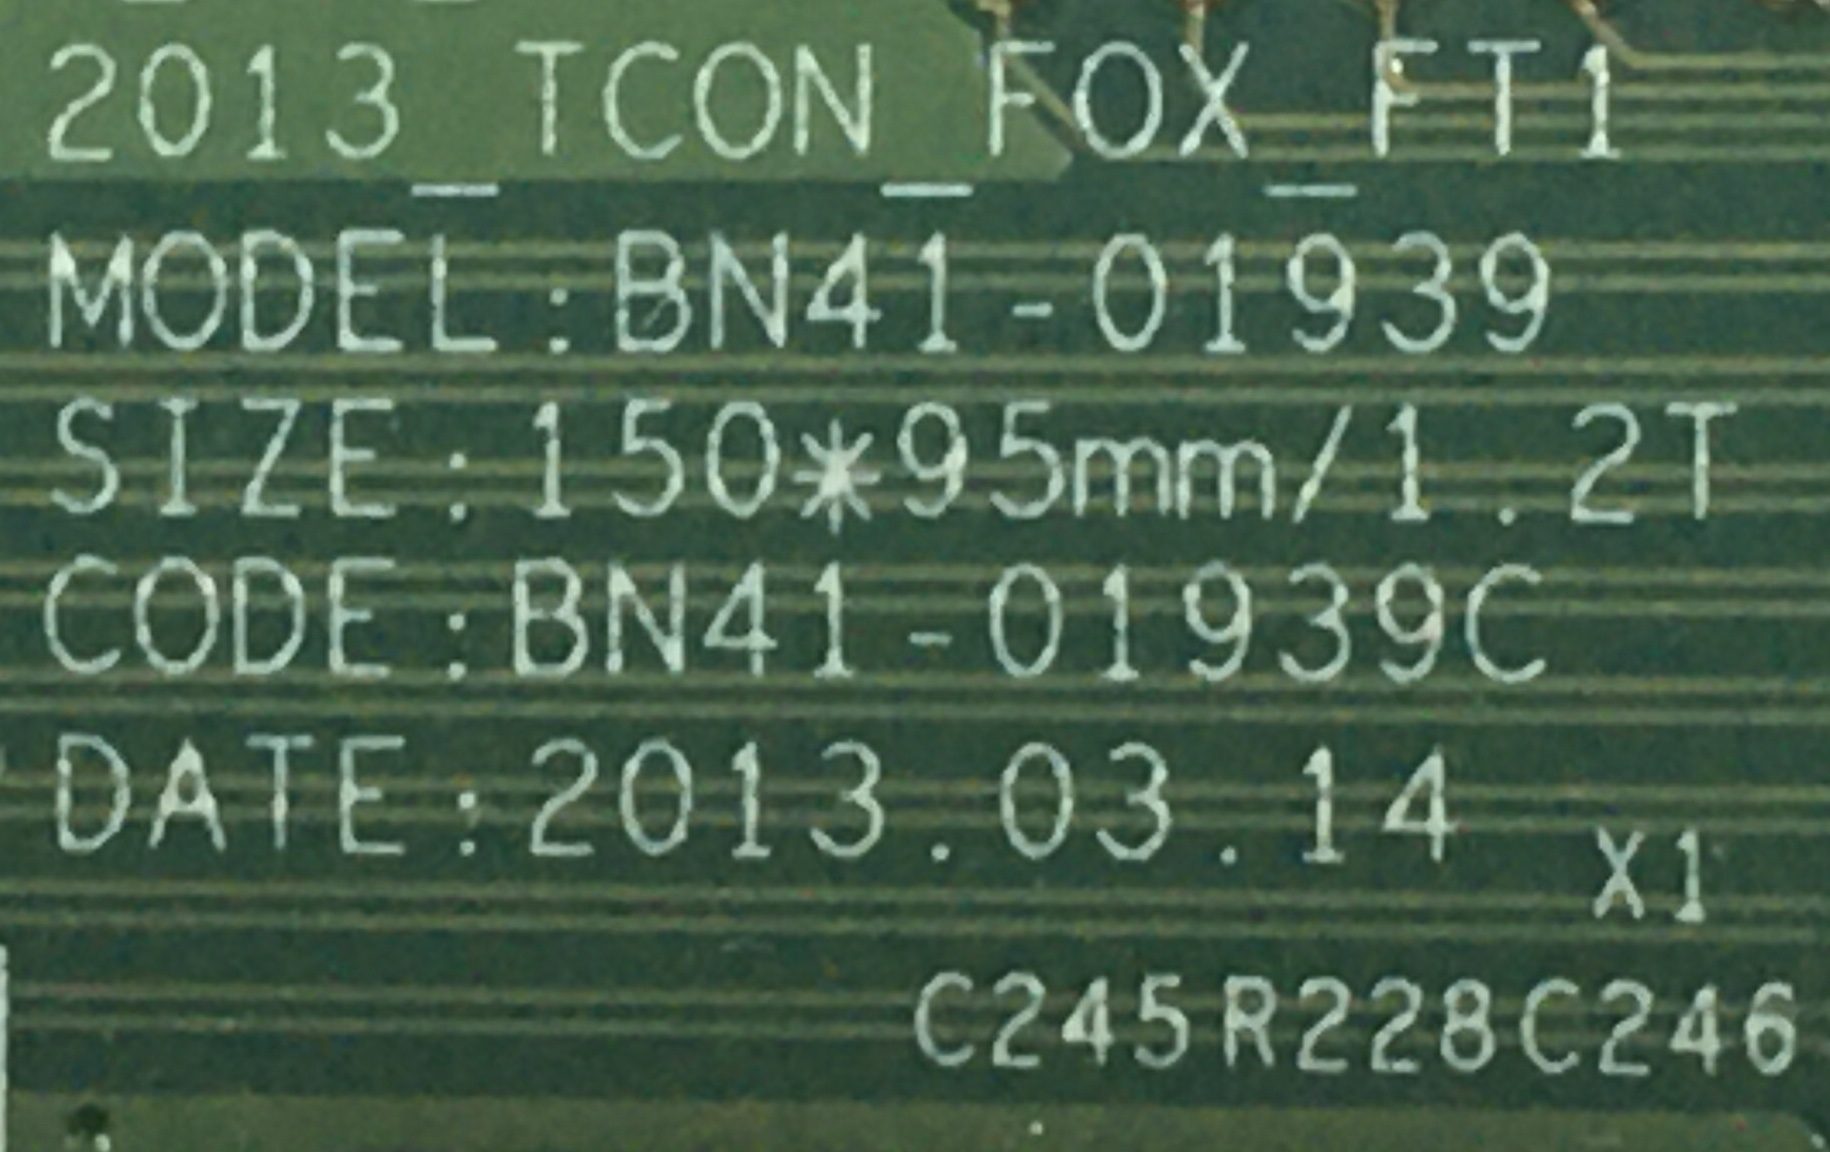 2013_TCON_FOX_FT1
MODEL:BN41-01939
SIZE:150*95mm/1.2T
CODE:BN41-01939C
DATE:2013.03.14
X1
C245R228C246